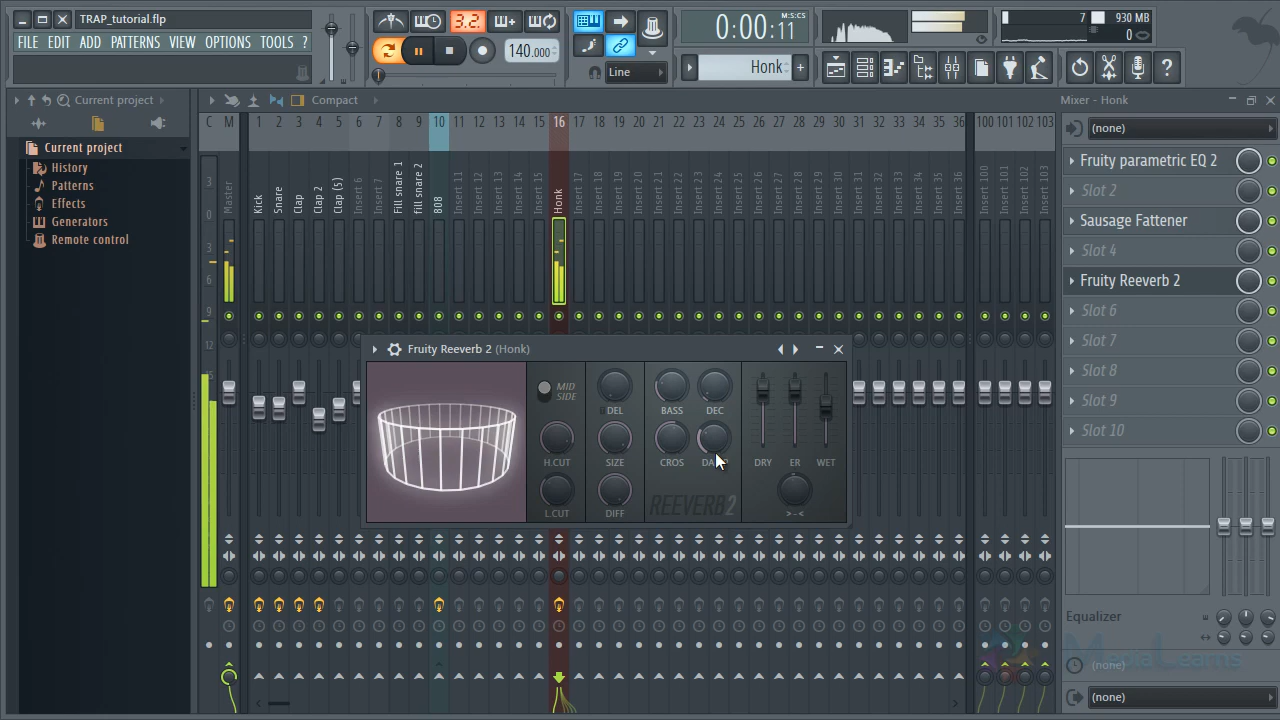 TRAP_tutorial.flp
FILE EDIT ADD PATTERNS VIEW OPTIONS TOOLS ?
3.2
140.000
Line
0:00:11
M:S:CS
Honk
7
930 MB
0
Current project
Compact
Mixer - Honk
Current project
History
Patterns
Effects
Generators
Remote control
C M 1 2 3 4 5 6 7 8 9 10 11 12 13 14 15 16 17 18 19 20 21 22 23 24 25 26 27 28 29 30 31 32 33 34 35 36 100 101 102 103
Master
Kick
Snare
Clap
Clap 2
Clap (5)
Insert 6
Insert 7
Fill snare 1
fill snare 2
808
Insert 11
Insert 12
Insert 13
Insert 14
Insert 15
Honk
Insert 17
Insert 18
Insert 19
Insert 20
Insert 21
Insert 22
Insert 23
Insert 24
Insert 25
Insert 26
Insert 27
Insert 28
Insert 29
Insert 30
Insert 31
Insert 32
Insert 33
Insert 34
Insert 35
Insert 36
Insert 100
Insert 101
Insert 102
Insert 103
3
0
3
6
9
12
15
(none)
Fruity parametric EQ 2
Slot 2
Sausage Fattener
Slot 4
Fruity Reeverb 2
Slot 6
Slot 7
Slot 8
Slot 9
Slot 10
Equalizer
(none)
(none)
Fruity Reeverb 2 (Honk)
MID
SIDE
DEL
BASS
DEC
H.CUT
SIZE
CROS
DRY
ER
WET
L.CUT
DIFF
REEVERB2
>-<
MediaLearns